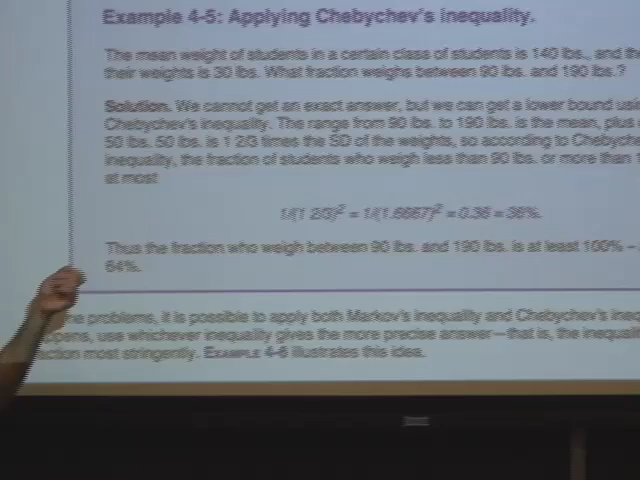 Example 4-5: Applying Chebychev's inequality.
The mean weight of students in a certain class of students is 140 lbs., and the
their weights is 30 lbs. What fraction weighs between 90 lbs. and 190 lbs.?
Solution. We cannot get an exact answer, but we can get a lower bound usi
Chebychev's inequality. The range from 90 lbs. to 190 lbs. is the mean, plus
50 lbs. 50 lbs. is 1 2/3 times the SD of the weights, so according to Chebyche
inequality, the fraction of students who weigh less than 90 lbs. or more than 1
at most
1/(1 2/3)² = 1/(1.6667)² = 0.36 = 36%.
Thus the fraction who weigh between 90 lbs. and 190 lbs. is at least 100% −
64%.
e problems, it is possible to apply both Markov's inequality and Chebychev's ineq
pens, use whichever inequality gives the more precise answer—that is, the inequali
ction most stringently. EXAMPLE 4-6 illustrates this idea.